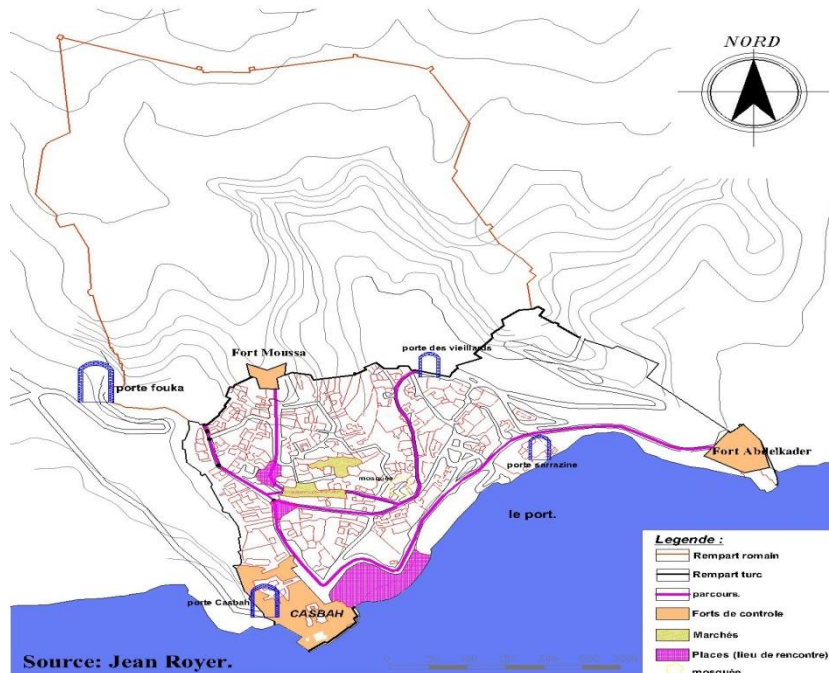 NORD
porte des vieillards
Fort Moussa
porte fouka
Fort Abdelkader
porte sarrazine
mosquée
le port.
porte Casbah
CASBAH
Source: Jean Royer.
Legende :
Rempart romain
Rempart turc
parcours.
Forts de controle
Marchés
Places (lieu de rencontre)
mosquée